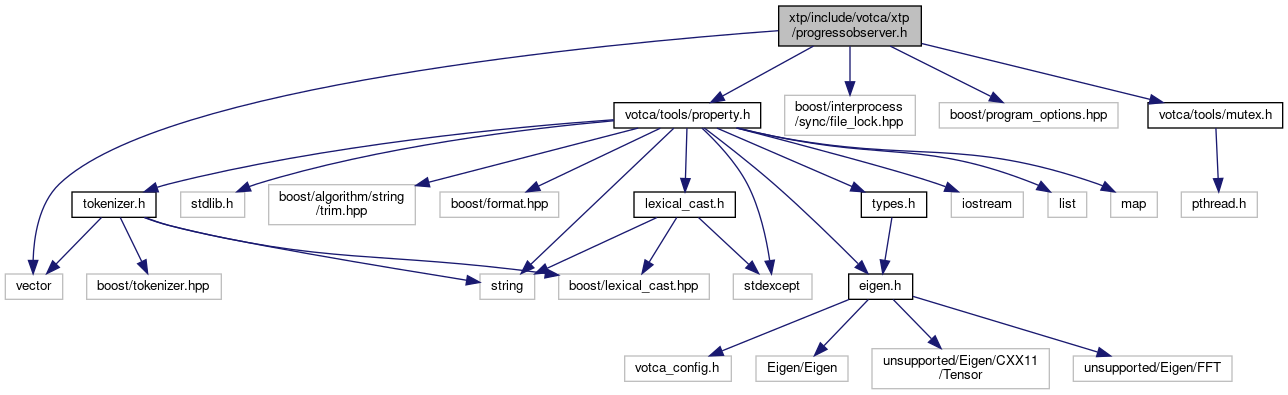 xtp/include/votca/xtp
/progressobserver.h
votca/tools/property.h
boost/interprocess
/sync/file_lock.hpp
boost/program_options.hpp
votca/tools/mutex.h
tokenizer.h
stdlib.h
boost/algorithm/string
/trim.hpp
boost/format.hpp
lexical_cast.h
types.h
iostream
list
map
pthread.h
vector
boost/tokenizer.hpp
string
boost/lexical_cast.hpp
stdexcept
eigen.h
votca_config.h
Eigen/Eigen
unsupported/Eigen/CXX11
/Tensor
unsupported/Eigen/FFT